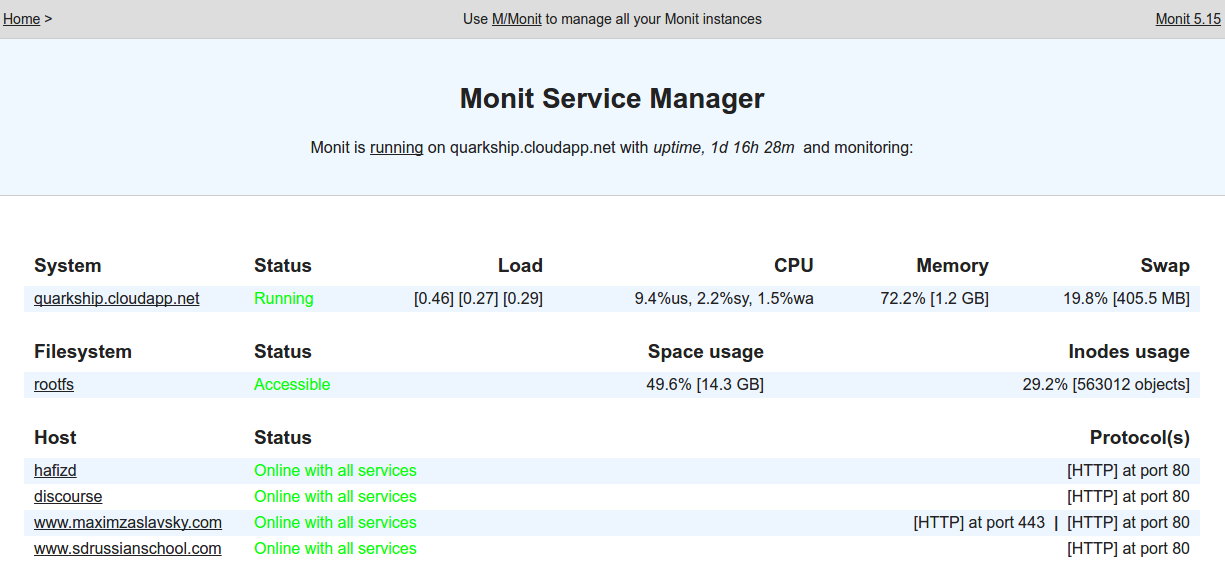 Home > Use M/Monit to manage all your Monit instances Monit 5.15
Monit Service Manager
Monit is running on quarkship.cloudapp.net with uptime, 1d 16h 28m and monitoring:
System Status Load CPU Memory Swap
quarkship.cloudapp.net Running [0.46] [0.27] [0.29] 9.4%us, 2.2%sy, 1.5%wa 72.2% [1.2 GB] 19.8% [405.5 MB]
Filesystem Status Space usage Inodes usage
rootfs Accessible 49.6% [14.3 GB] 29.2% [563012 objects]
Host Status Protocol(s)
hafizd Online with all services [HTTP] at port 80
discourse Online with all services [HTTP] at port 80
www.maximzaslavsky.com Online with all services [HTTP] at port 443 | [HTTP] at port 80
www.sdrussianschool.com Online with all services [HTTP] at port 80